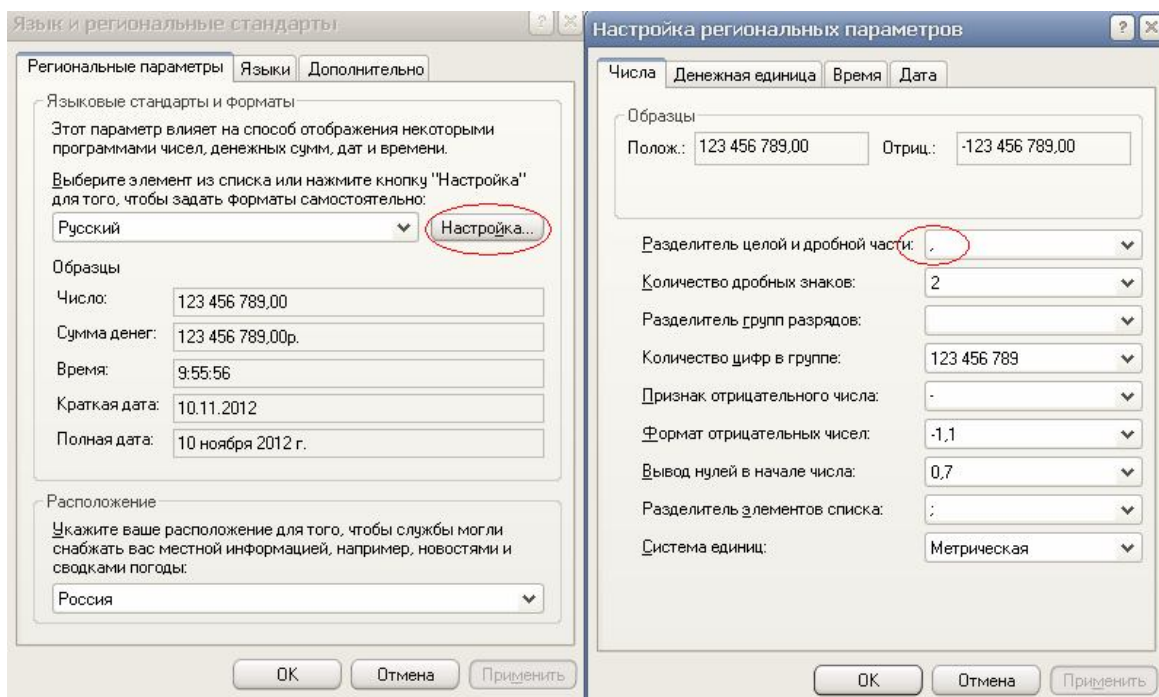 Язык и региональные стандарты
Региональные параметры Языки Дополнительно
Языковые стандарты и форматы
Этот параметр влияет на способ отображения некоторыми
программами чисел, денежных сумм, дат и времени.
Выберите элемент из списка или нажмите кнопку "Настройка"
для того, чтобы задать форматы самостоятельно:
Русский Настройка...
Образцы
Число: 123 456 789,00
Сумма денег: 123 456 789,00р.
Время: 9:55:56
Краткая дата: 10.11.2012
Полная дата: 10 ноября 2012 г.
Расположение
Укажите ваше расположение для того, чтобы службы могли
снабжать вас местной информацией, например, новостями и
сводками погоды:
Россия
OK Отмена Применить
Настройка региональных параметров
Числа Денежная единица Время Дата
Образцы
Полож.: 123 456 789,00 Отриц.: -123 456 789,00
Разделитель целой и дробной части: ,
Количество дробных знаков: 2
Разделитель групп разрядов:
Количество цифр в группе: 123 456 789
Признак отрицательного числа: -
Формат отрицательных чисел: -1,1
Вывод нулей в начале числа: 0,7
Разделитель элементов списка: ;
Система единиц: Метрическая
OK Отмена Применить